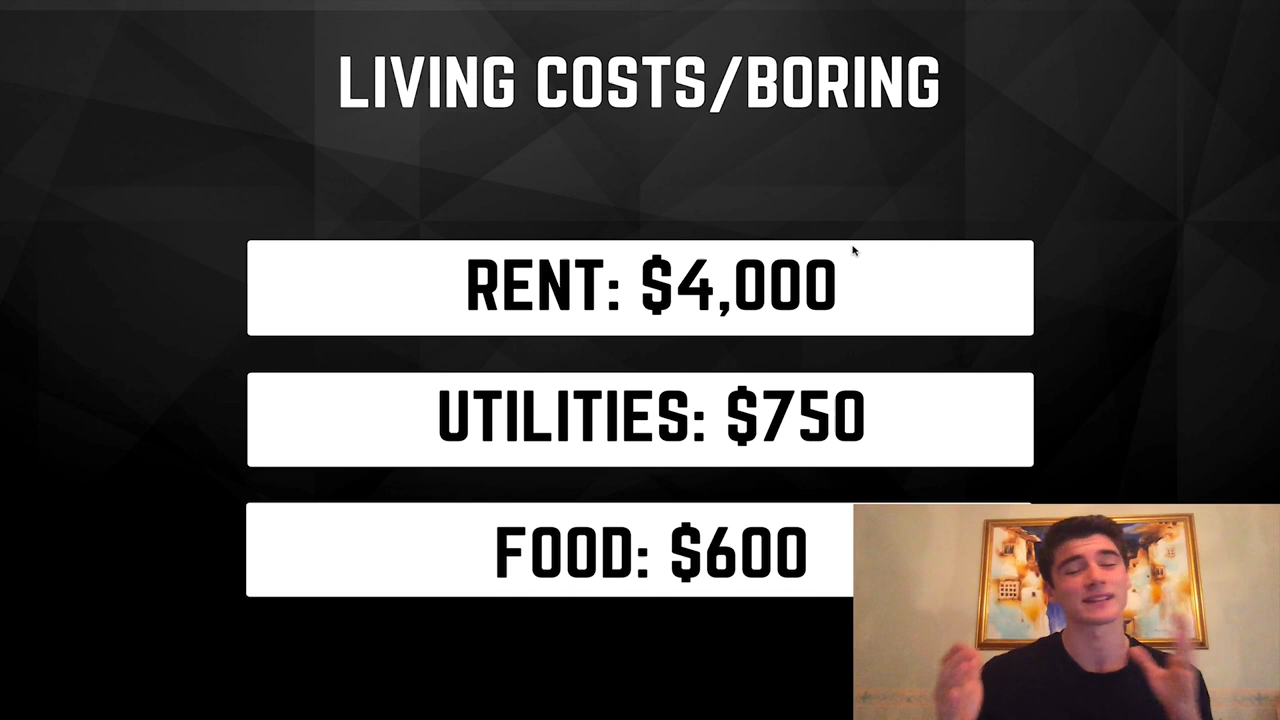 LIVING COSTS/BORING
RENT: $4,000
UTILITIES: $750
FOOD: $600